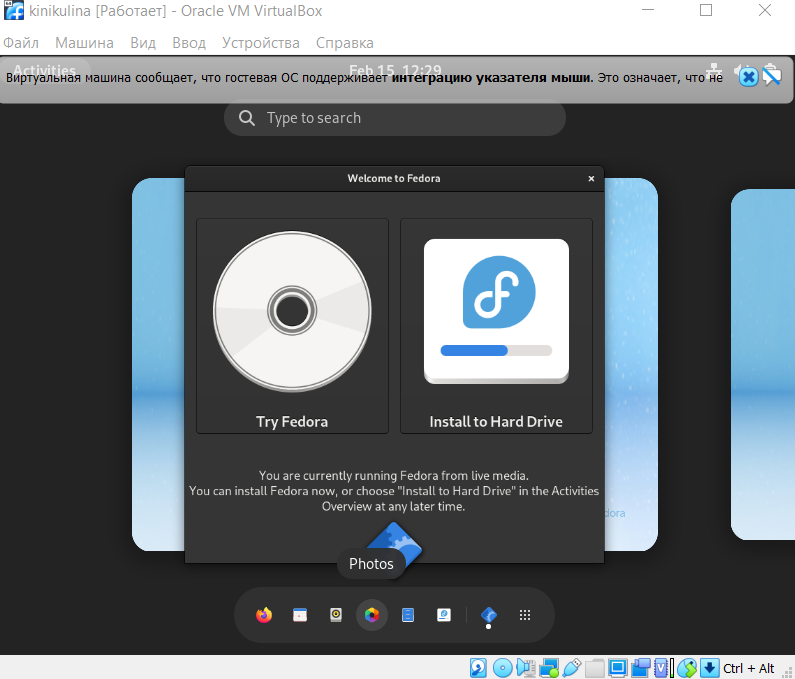 kinikulina [Работает] - Oracle VM VirtualBox
Файл Машина Вид Ввод Устройства Справка
Activities Feb 15 12:29
Виртуальная машина сообщает, что гостевая ОС поддерживает интеграцию указателя мыши. Это означает, что не
Type to search
Welcome to Fedora
Try Fedora
Install to Hard Drive
You are currently running Fedora from live media.
You can install Fedora now, or choose "Install to Hard Drive" in the Activities
Overview at any later time.
dora
Photos
Ctrl + Alt